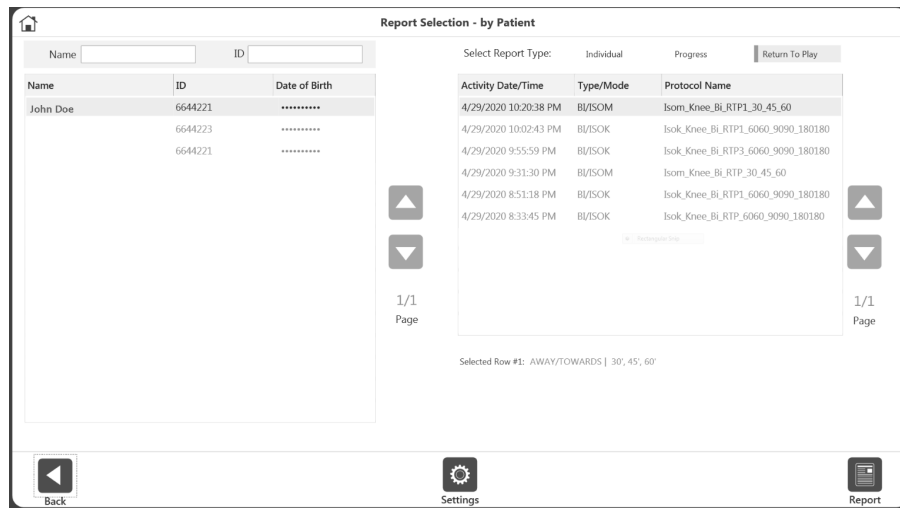 Report Selection - by Patient
Name ID
Name ID Date of Birth
John Doe 6644221 ••••••••••
6644223 ••••••••••
6644221 ••••••••••
1/1
Page
Select Report Type: Individual Progress Return To Play
Activity Date/Time Type/Mode Protocol Name
4/29/2020 10:20:38 PM BI/ISOM Isom_Knee_Bi_RTP1_30_45_60
4/29/2020 10:02:43 PM BI/ISOK Isok_Knee_Bi_RTP1_6060_9090_180180
4/29/2020 9:55:59 PM BI/ISOK Isok_Knee_Bi_RTP3_6060_9090_180180
4/29/2020 9:31:30 PM BI/ISOM Isom_Knee_Bi_RTP_30_45_60
4/29/2020 8:51:18 PM BI/ISOK Isok_Knee_Bi_RTP1_6060_9090_180180
4/29/2020 8:33:45 PM BI/ISOK Isok_Knee_Bi_RTP_6060_9090_180180
1/1
Page
Selected Row #1: AWAY/TOWARDS | 30', 45', 60'
Back Settings Report